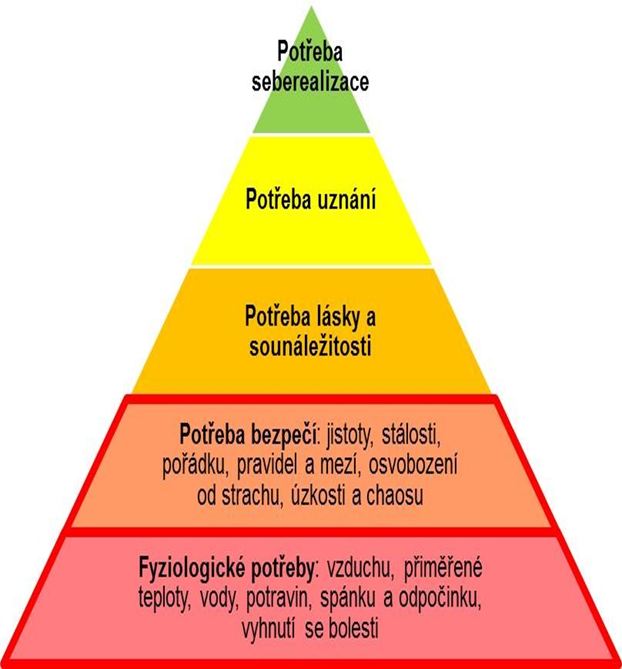 Potřeba
seberealizace
Potřeba uznání
Potřeba lásky a
sounáležitosti
Potřeba bezpečí: jistoty, stálosti,
pořádku, pravidel a mezí, osvobození
od strachu, úzkosti a chaosu
Fyziologické potřeby: vzduchu, přiměřené
teploty, vody, potravin, spánku a odpočinku,
vyhnutí se bolesti